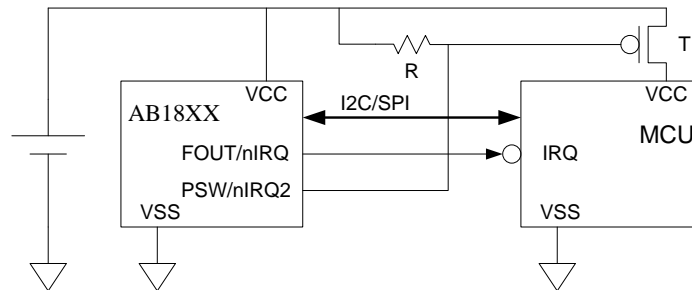 T
R
VCC
VCC
AB18XX
I2C/SPI
MCU
FOUT/nIRQ
IRQ
PSW/nIRQ2
VSS
VSS